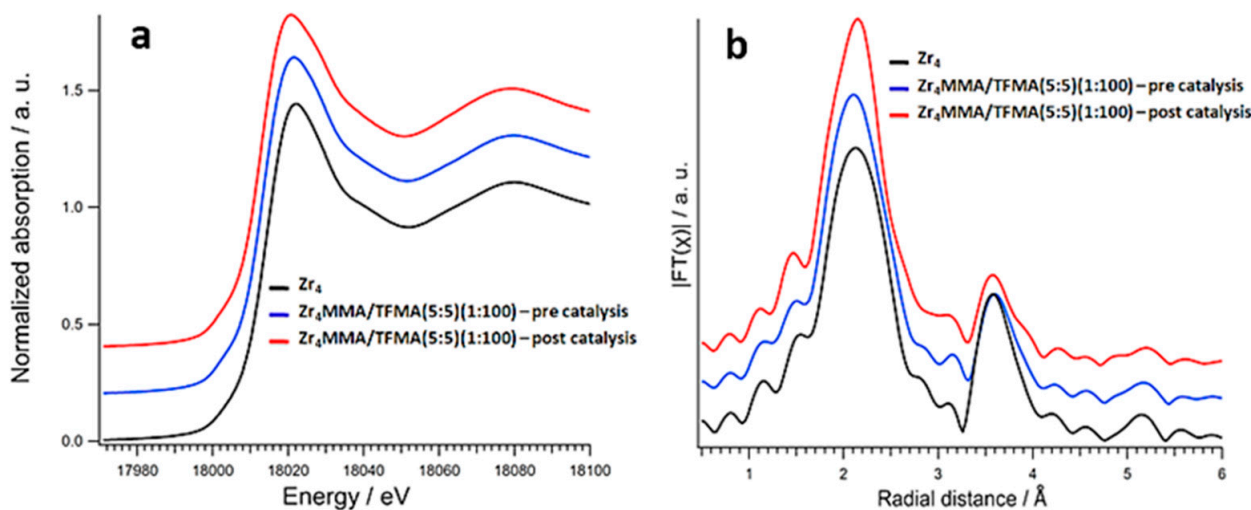 a
Normalized absorption / a. u.
1.5
1.0
0.5
0.0
Zr₄
Zr₄MMA/TFMA(5:5)(1:100) – pre catalysis
Zr₄MMA/TFMA(5:5)(1:100) – post catalysis
17980 18000 18020 18040 18060 18080 18100
Energy / eV
b
|FT(χ)| / a. u.
Zr₄
Zr₄MMA/TFMA(5:5)(1:100) – pre catalysis
Zr₄MMA/TFMA(5:5)(1:100) – post catalysis
1 2 3 4 5 6
Radial distance / Å